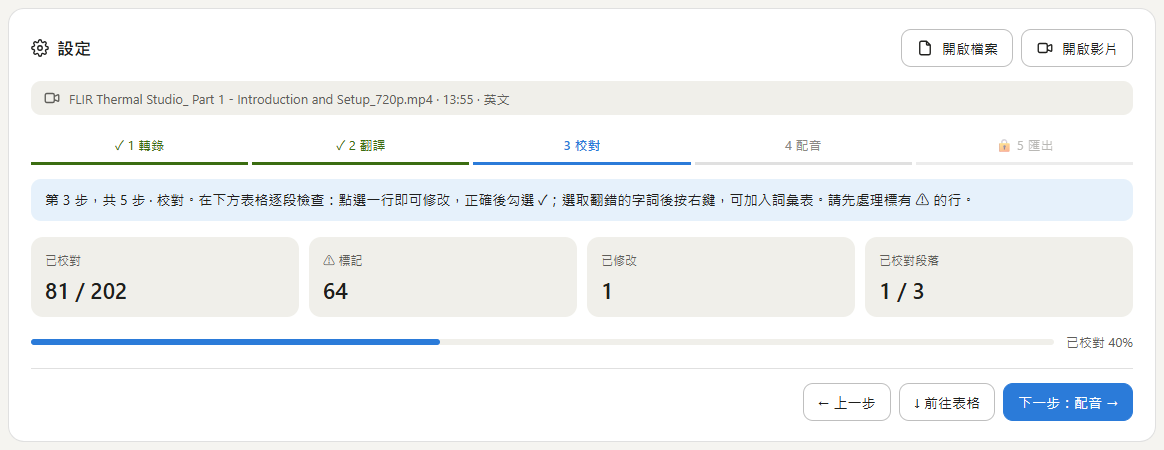 設定
開啟檔案
開啟影片
FLIR Thermal Studio_ Part 1 - Introduction and Setup_720p.mp4 · 13:55 · 英文
✓ 1 轉錄
✓ 2 翻譯
3 校對
4 配音
🔒 5 匯出
第 3 步，共 5 步 · 校對。在下方表格逐段檢查：點選一行即可修改，正確後勾選 ✓；選取翻錯的字詞後按右鍵，可加入詞彙表。請先處理標有 ⚠ 的行。
已校對
81 / 202
⚠ 標記
64
已修改
1
已校對段落
1 / 3
已校對 40%
← 上一步
↓ 前往表格
下一步：配音 →